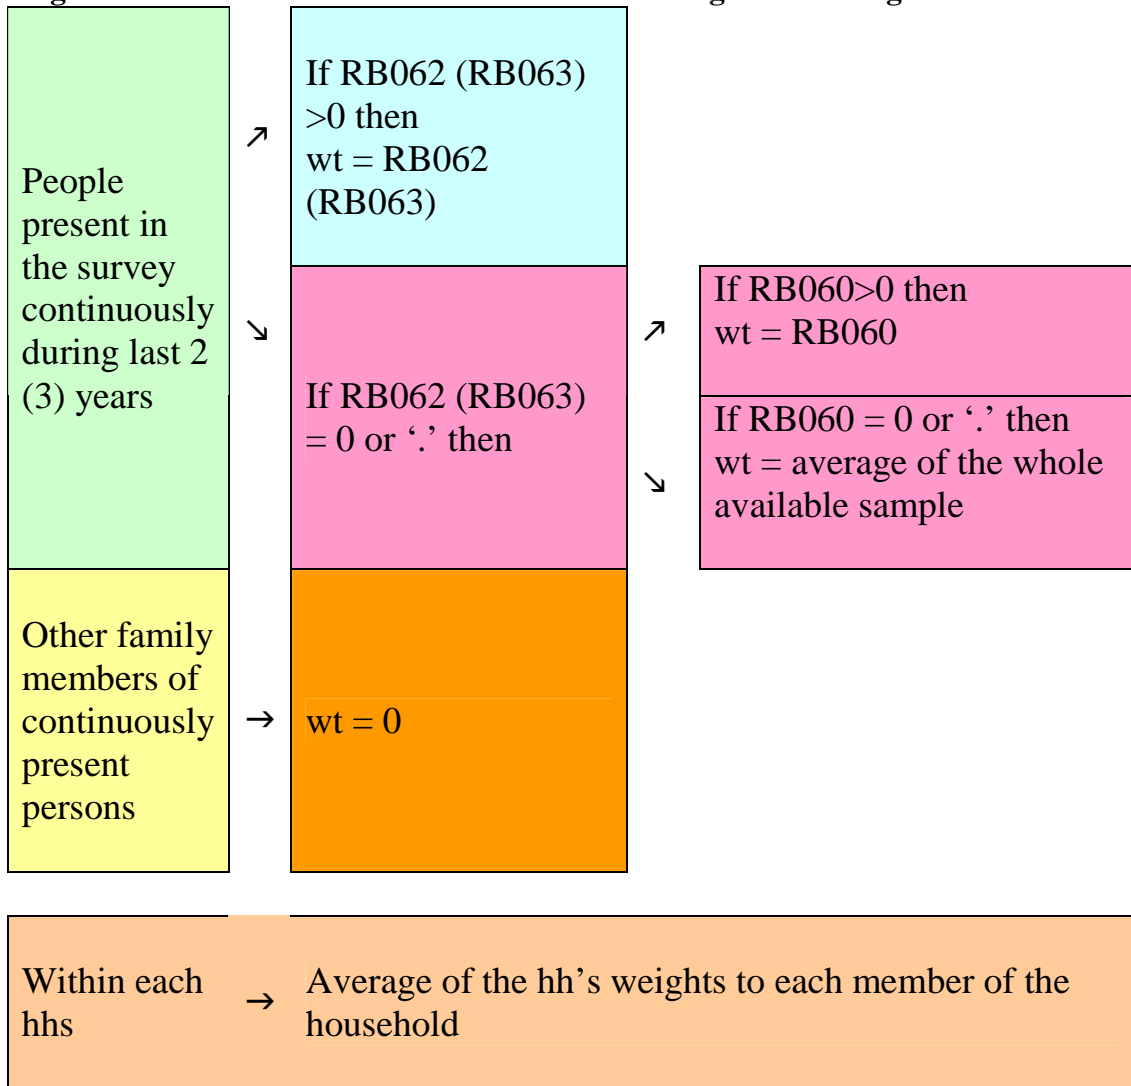 If RB062 (RB063)
>0 then
wt = RB062
(RB063)
↗
People
present in
the survey
continuously
during last 2
(3) years
↘
If RB062 (RB063)
= 0 or ‘.’ then
↗
If RB060>0 then
wt = RB060
↘
If RB060 = 0 or ‘.’ then
wt = average of the whole
available sample
Other family
members of
continuously
present
persons
→
wt = 0
Within each
hhs
→
Average of the hh’s weights to each member of the
household